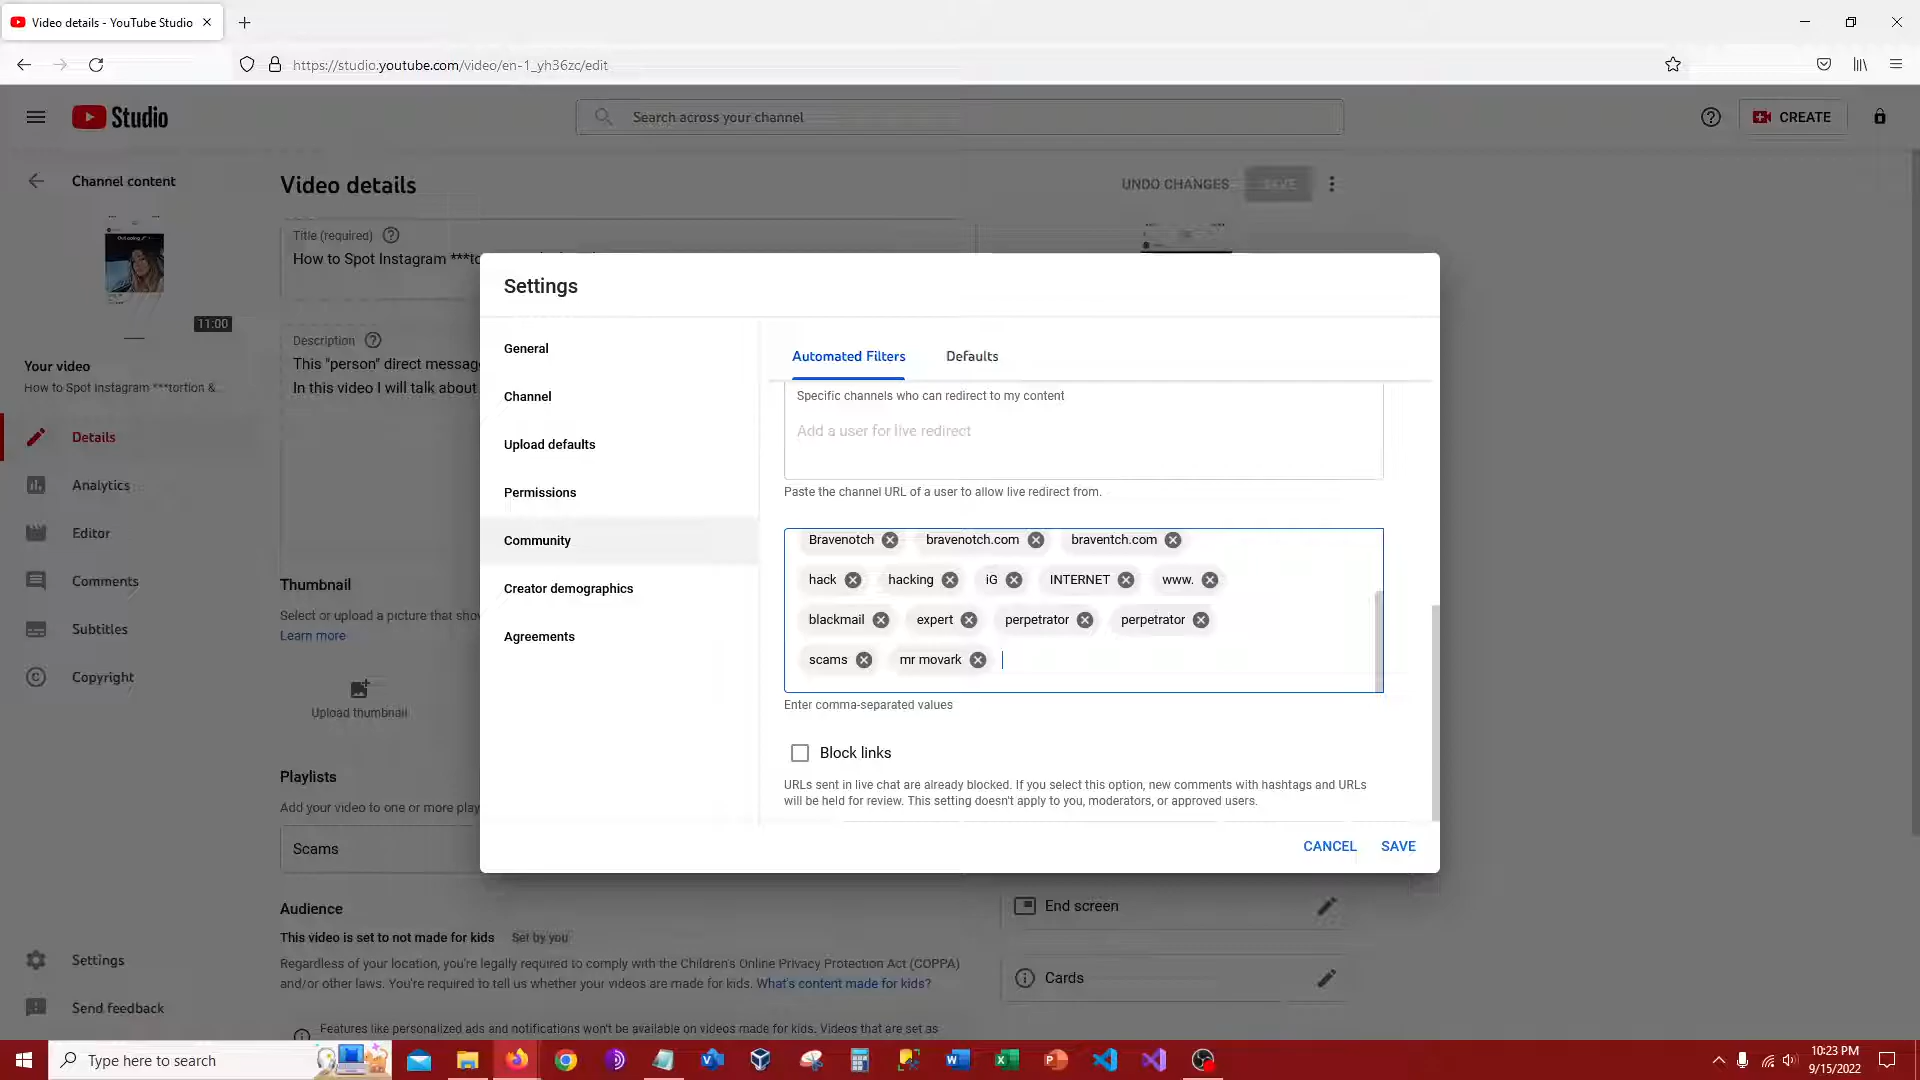 Video details - YouTube Studio
https://studio.youtube.com/video/en-1_yh36zc/edit
Studio
Search across your channel
CREATE
Channel content
Video details
UNDO CHANGES
SAVE
Title (required)
How to Spot Instagram ***to
11:00
Description
This "person" direct message
In this video I will talk about
Your video
How to Spot Instagram ***tortion &...
Details
Analytics
Editor
Comments
Subtitles
Copyright
Thumbnail
Select or upload a picture that sho
Learn more
Upload thumbnail
Playlists
Add your video to one or more play
Scams
Audience
This video is set to not made for kids Set by you
Regardless of your location, you're legally required to comply with the Children's Online Privacy Protection Act (COPPA)
and/or other laws. You're required to tell us whether your videos are made for kids. What's content made for kids?
Features like personalized ads and notifications won't be available on videos made for kids. Videos that are set as
Settings
Send feedback
End screen
Cards
Settings
General
Channel
Upload defaults
Permissions
Community
Creator demographics
Agreements
Automated Filters Defaults
Specific channels who can redirect to my content
Add a user for live redirect
Paste the channel URL of a user to allow live redirect from.
Bravenotch bravenotch.com braventch.com
hack hacking iG INTERNET www.
blackmail expert perpetrator perpetrator
scams mr movark
Enter comma-separated values
Block links
URLs sent in live chat are already blocked. If you select this option, new comments with hashtags and URLs
will be held for review. This setting doesn't apply to you, moderators, or approved users.
CANCEL SAVE
Type here to search
10:23 PM
9/15/2022